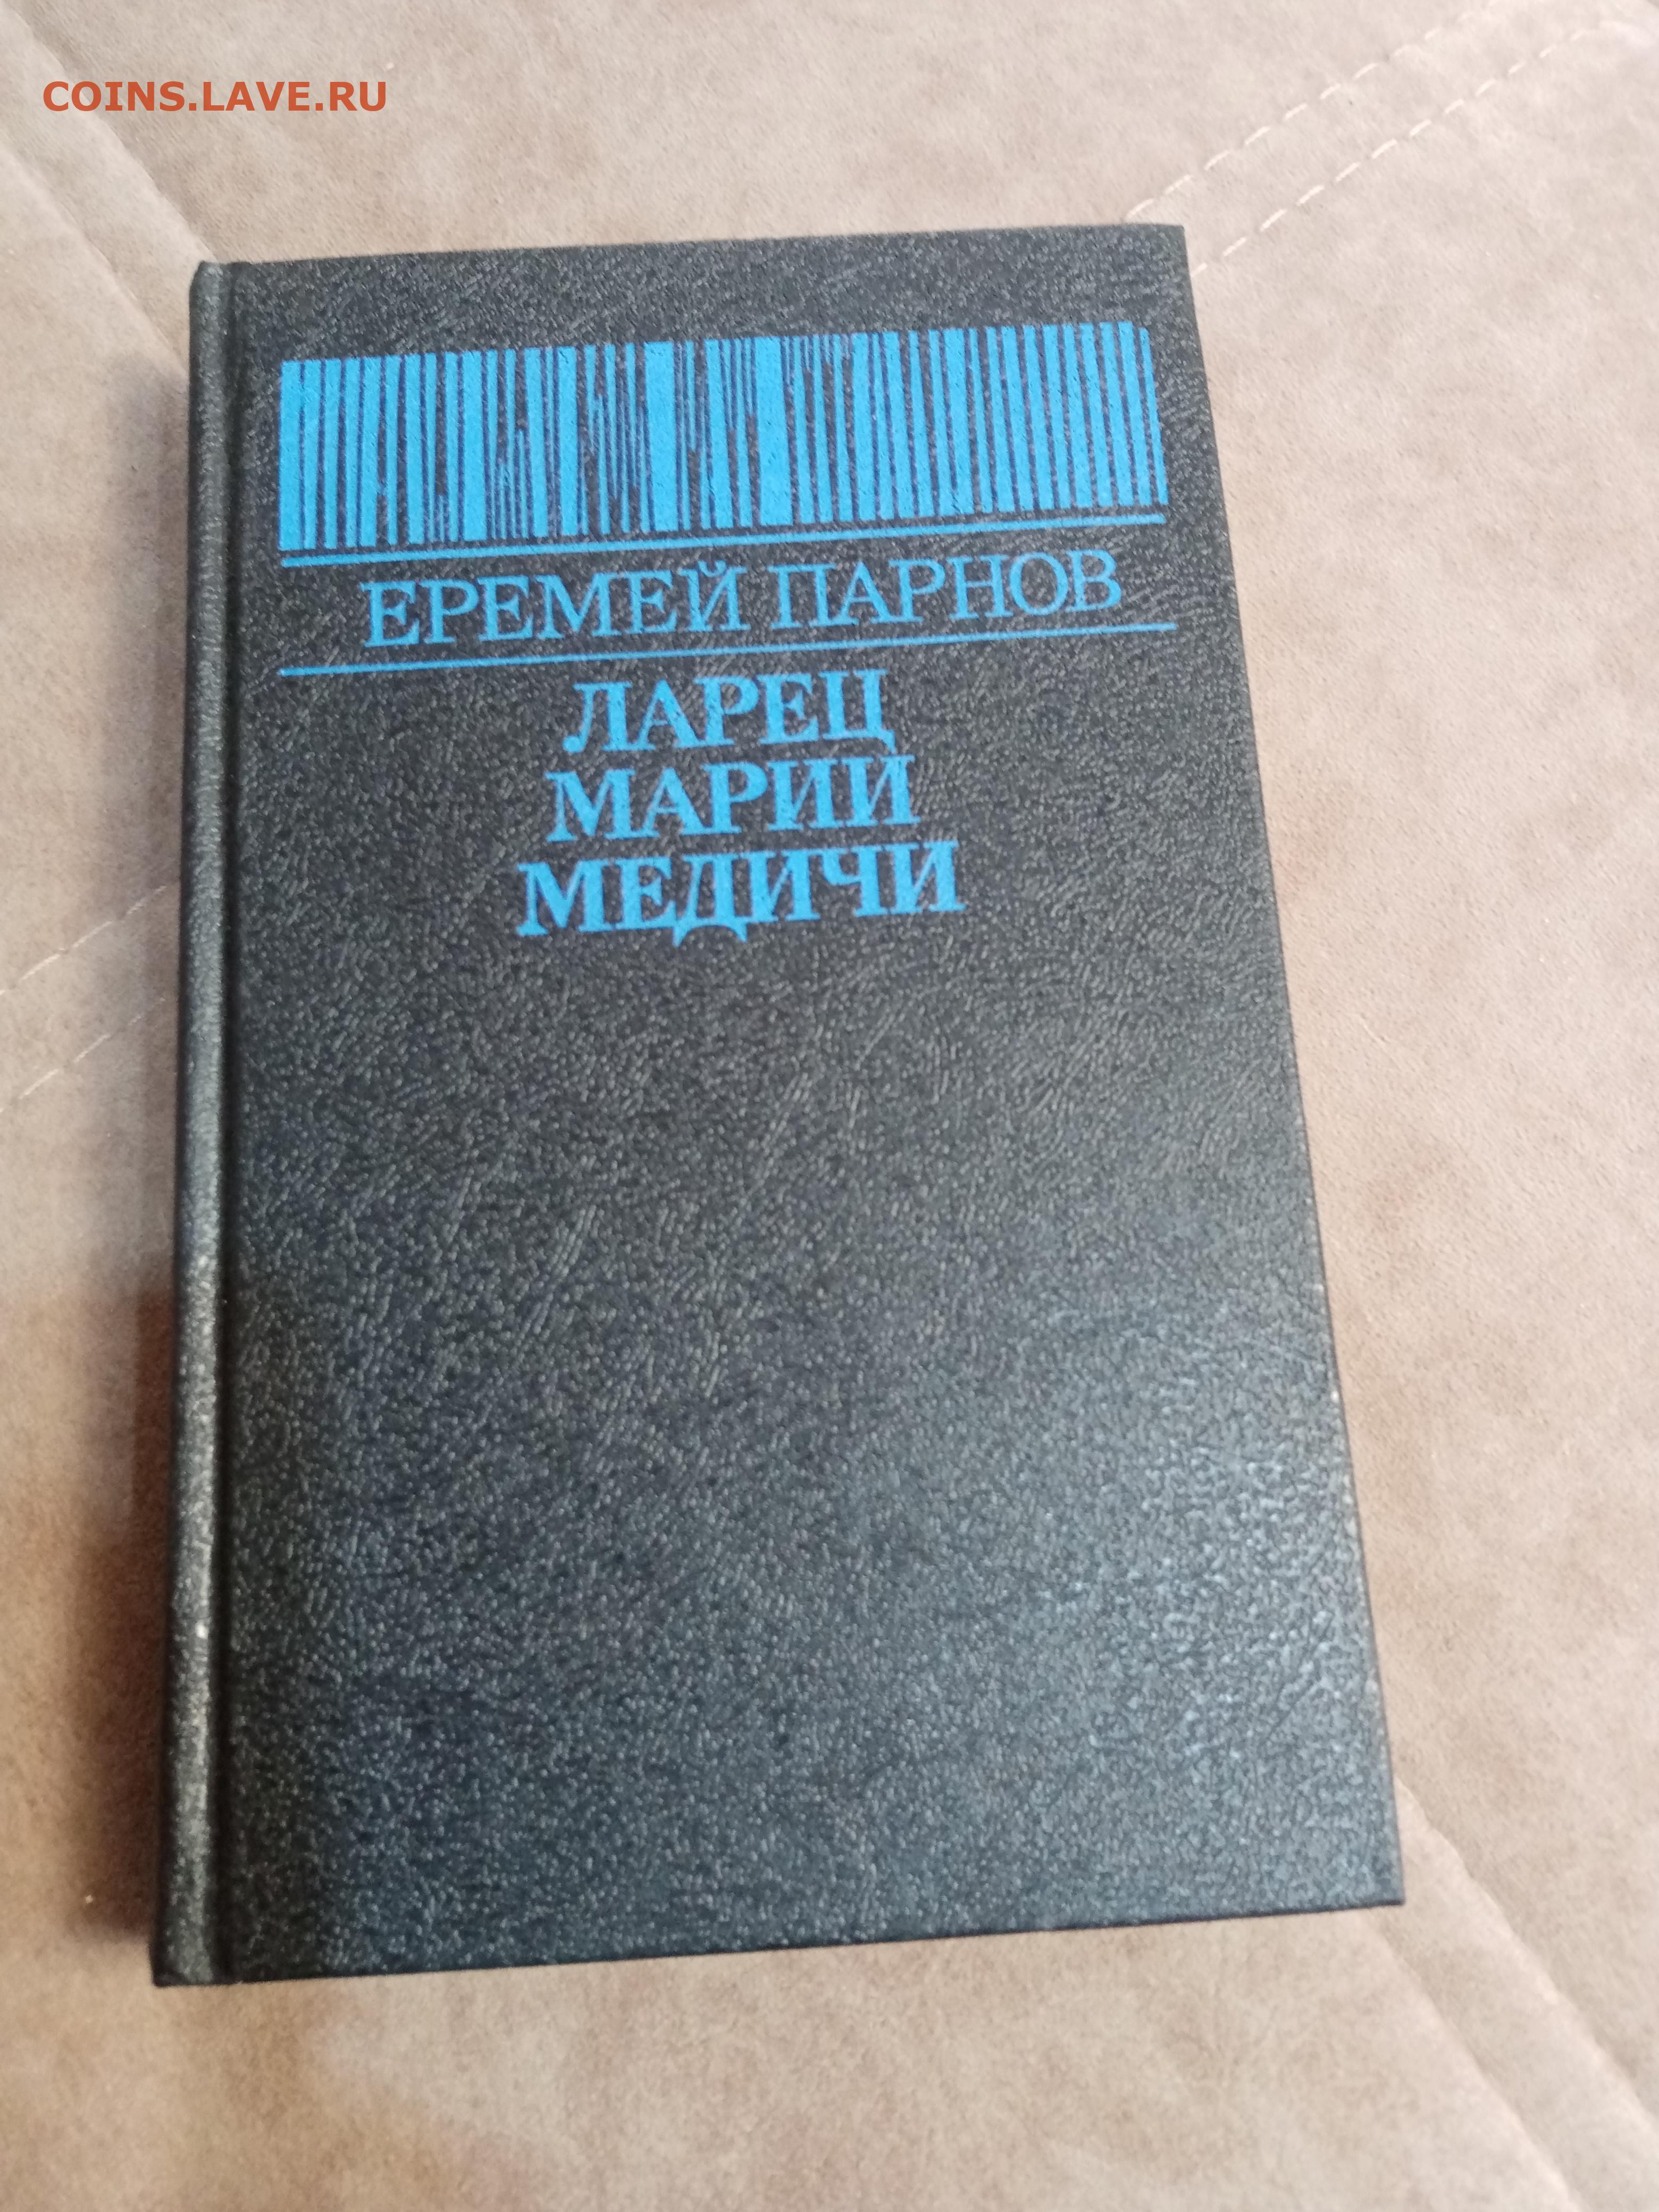 COINS.LAVE.RU
ЕРЕМЕЙ ПАРНОВ
ЛАРЕЦ
МАРИИ
МЕДИЧИ